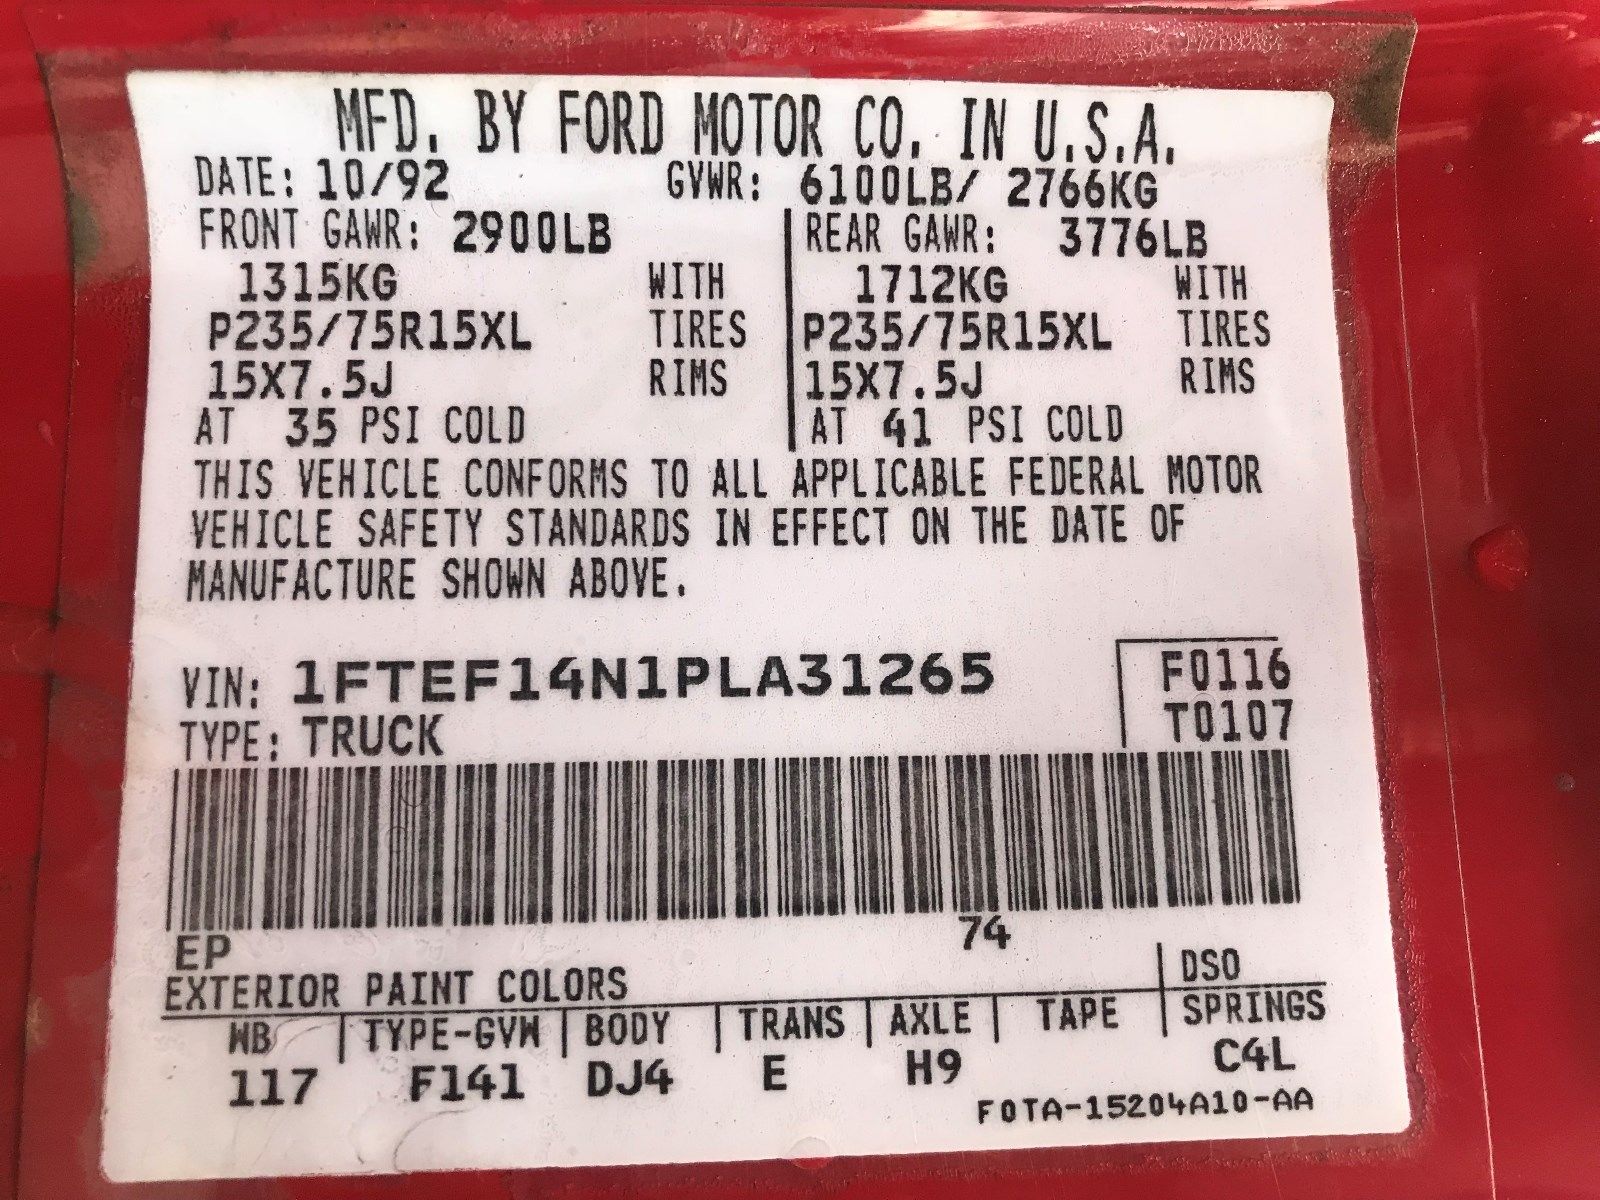 MFD. BY FORD MOTOR CO. IN U.S.A.
DATE: 10/92 GVWR: 6100LB/ 2766KG
FRONT GAWR: 2900LB REAR GAWR: 3776LB
1315KG WITH 1712KG WITH
P235/75R15XL TIRES P235/75R15XL TIRES
15X7.5J RIMS 15X7.5J RIMS
AT 35 PSI COLD AT 41 PSI COLD
THIS VEHICLE CONFORMS TO ALL APPLICABLE FEDERAL MOTOR
VEHICLE SAFETY STANDARDS IN EFFECT ON THE DATE OF
MANUFACTURE SHOWN ABOVE.
VIN: 1FTEF14N1PLA31265 F0116
TYPE: TRUCK T0107
EP 74
EXTERIOR PAINT COLORS DSO
WB TYPE-GVW BODY TRANS AXLE TAPE SPRINGS
117 F141 DJ4 E H9 C4L
F0TA-15204A10-AA